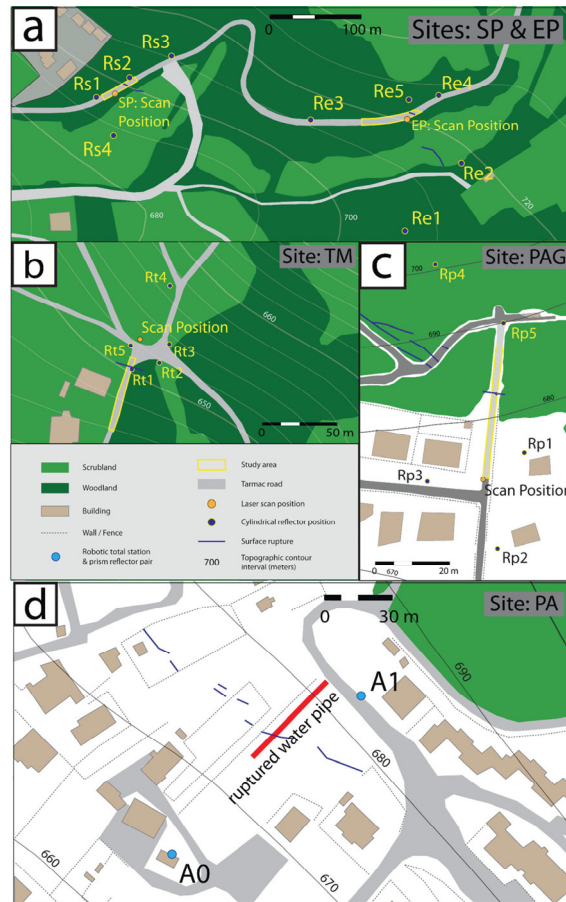 a
Sites: SP & EP
0 100 m
Rs3
Rs2
Rs1
SP: Scan
Position
Rs4
Re5
Re4
Re3
EP: Scan Position
Re2
Re1
680
700
720
b
Site: TM
Rt4
Scan Position
Rt5
Rt3
Rt2
Rt1
660
650
0 50 m
c
Site: PAG
700
Rp4
690
Rp5
680
Rp1
Rp3
Scan Position
Rp2
0 20 m
670
Scrubland
Woodland
Building
Wall / Fence
Robotic total station
& prism reflector pair
Study area
Tarmac road
Laser scan position
Cylindrical reflector position
Surface rupture
700
Topographic contour
interval (meters)
d
0 30 m
Site: PA
690
A1
ruptured water pipe
680
A0
660
670